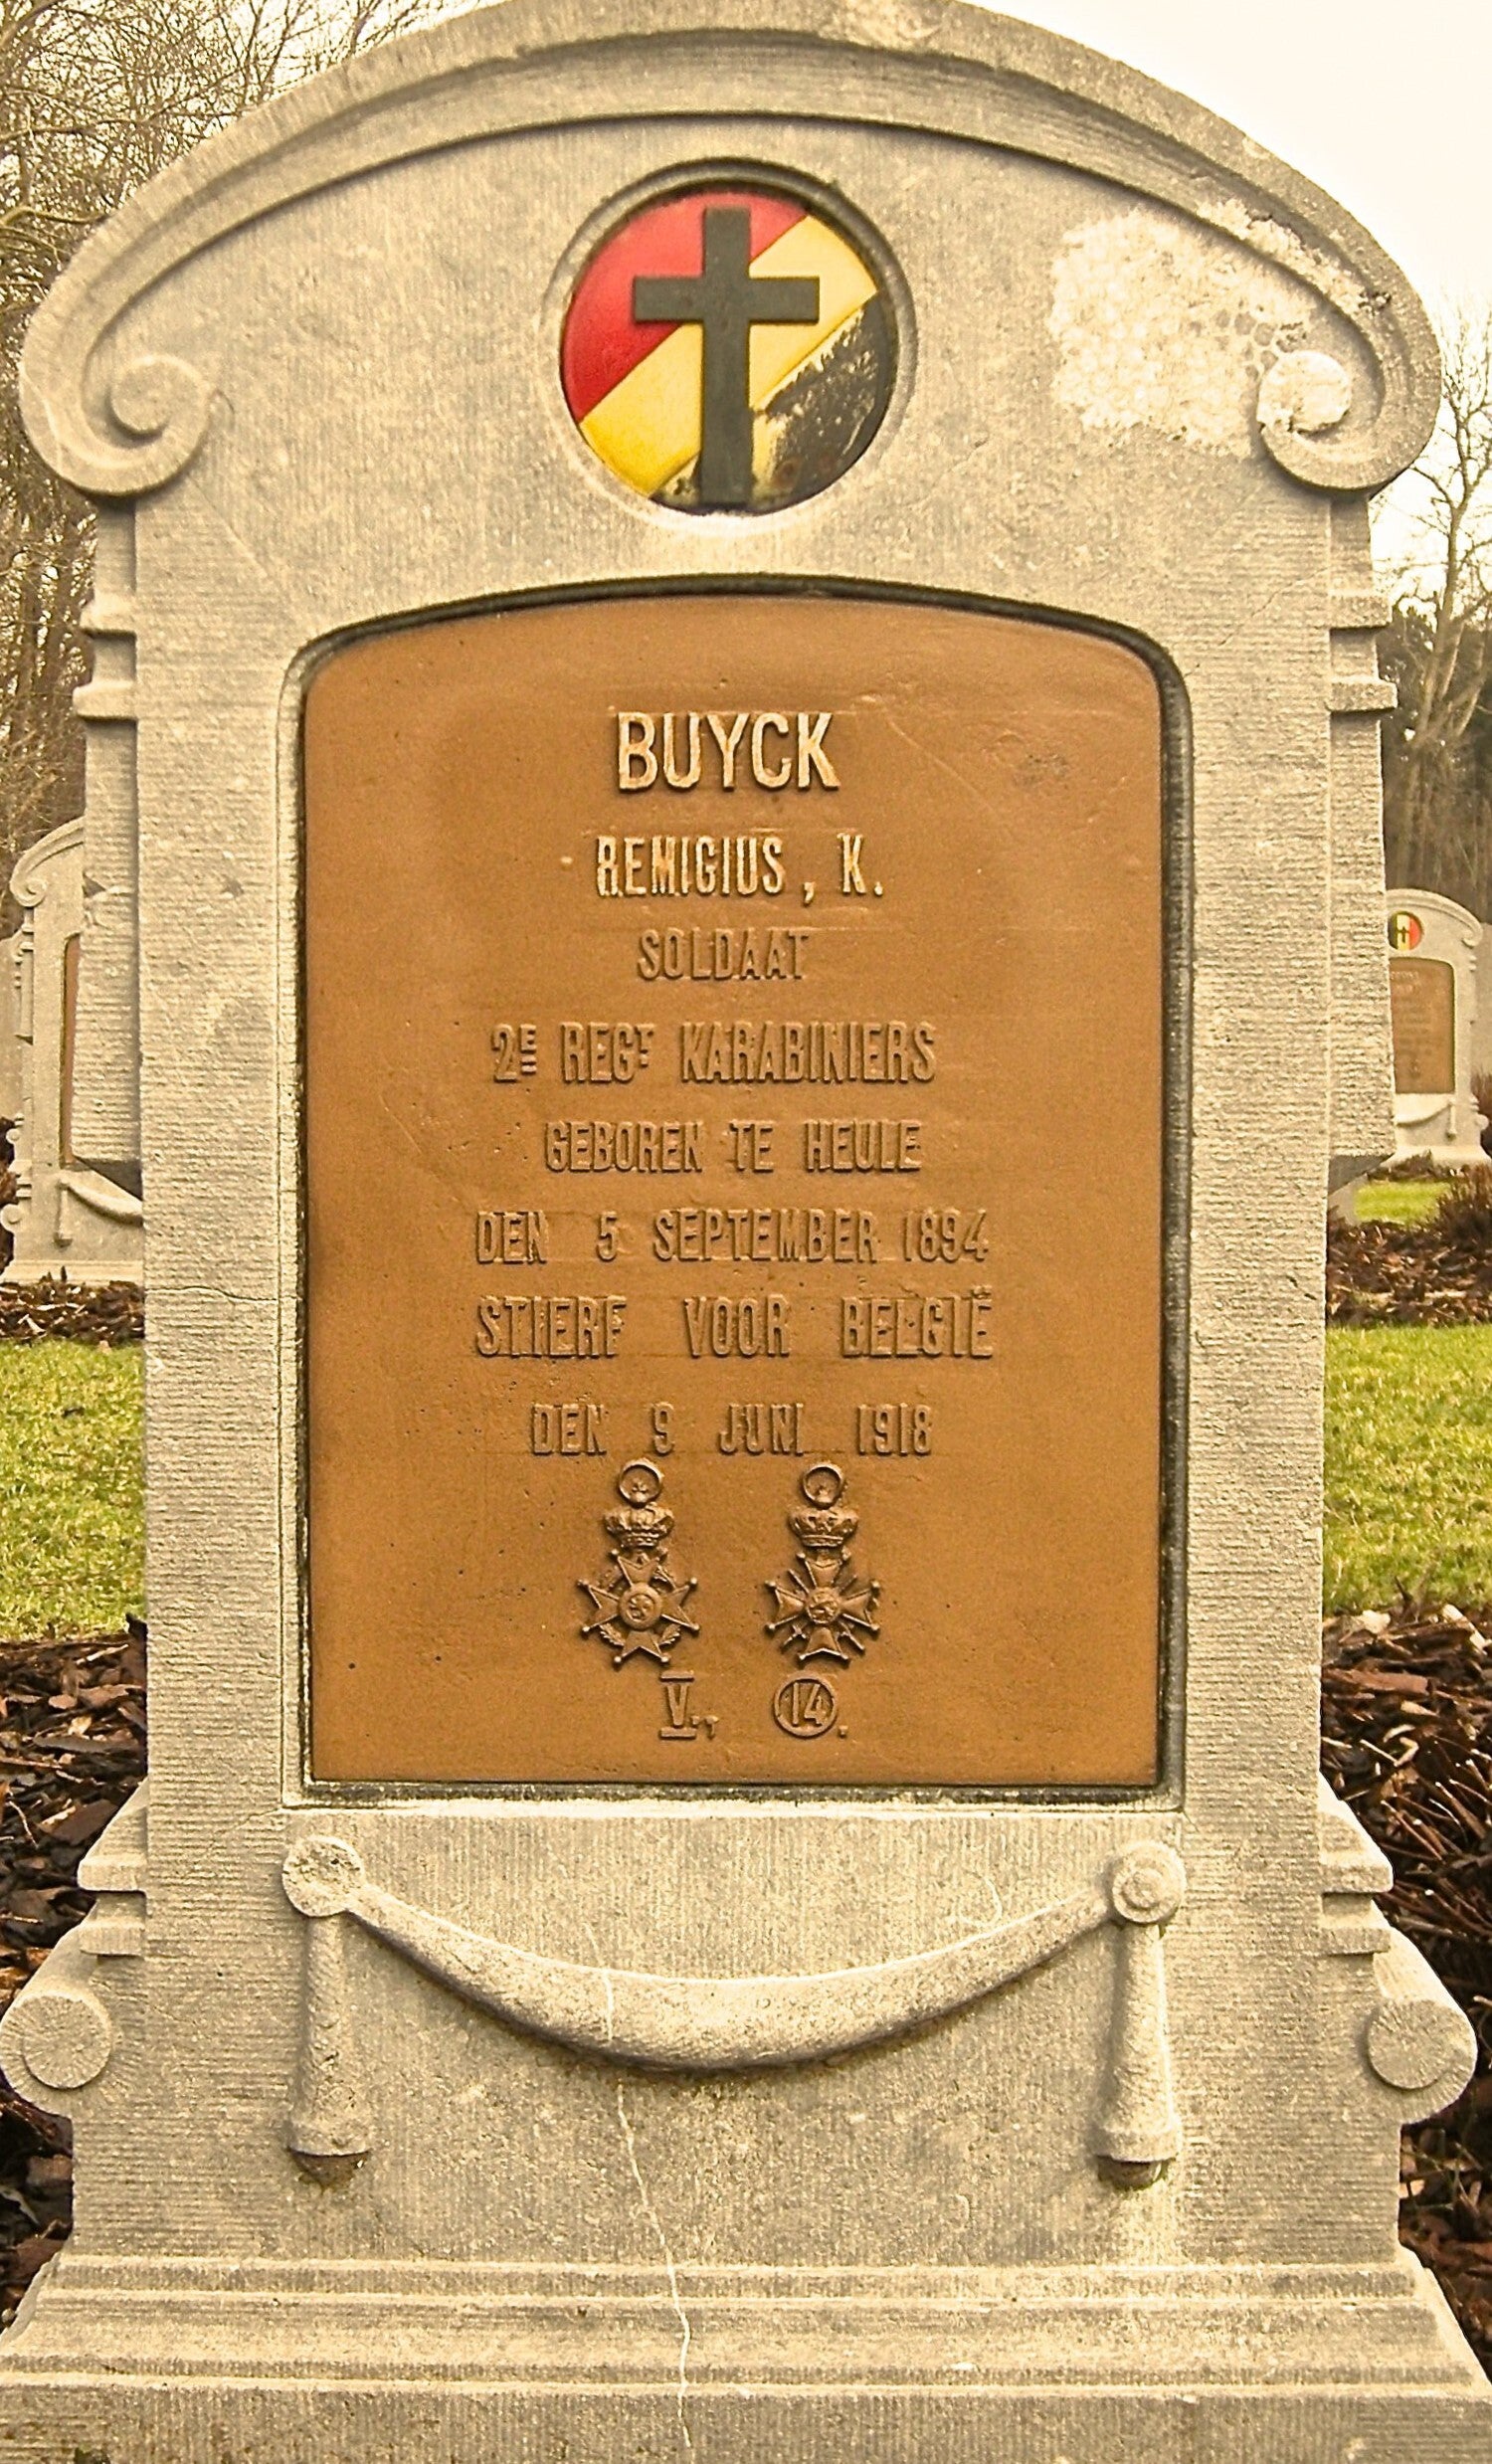 BUYCK
REMIGIUS, K.
SOLDAAT
2E REGT KARABINIERS
GEBOREN TE HEULE
DEN 5 SEPTEMBER 1894
STIERF VOOR BELGIË
DEN 9 JUNI 1918
V., 14.